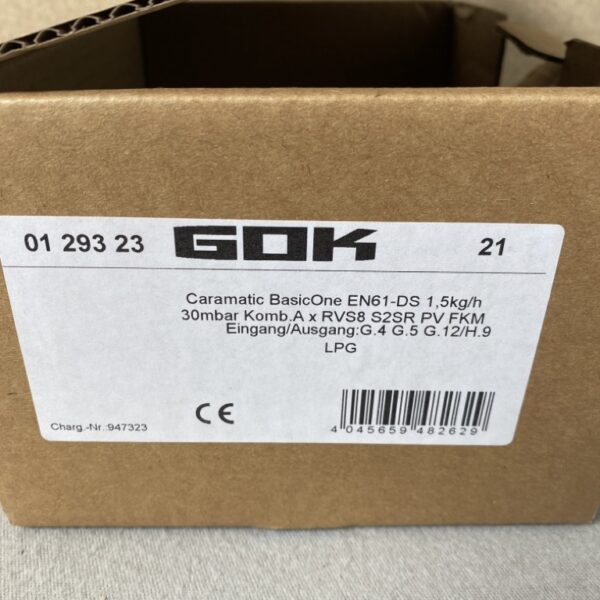 01 293 23 GOK 21
Caramatic BasicOne EN61-DS 1,5kg/h
30mbar Komb.A x RVS8 S2SR PV FKM
Eingang/Ausgang:G.4 G.5 G.12/H.9
LPG
CE
Charg.-Nr.:947323
4 045659 482629